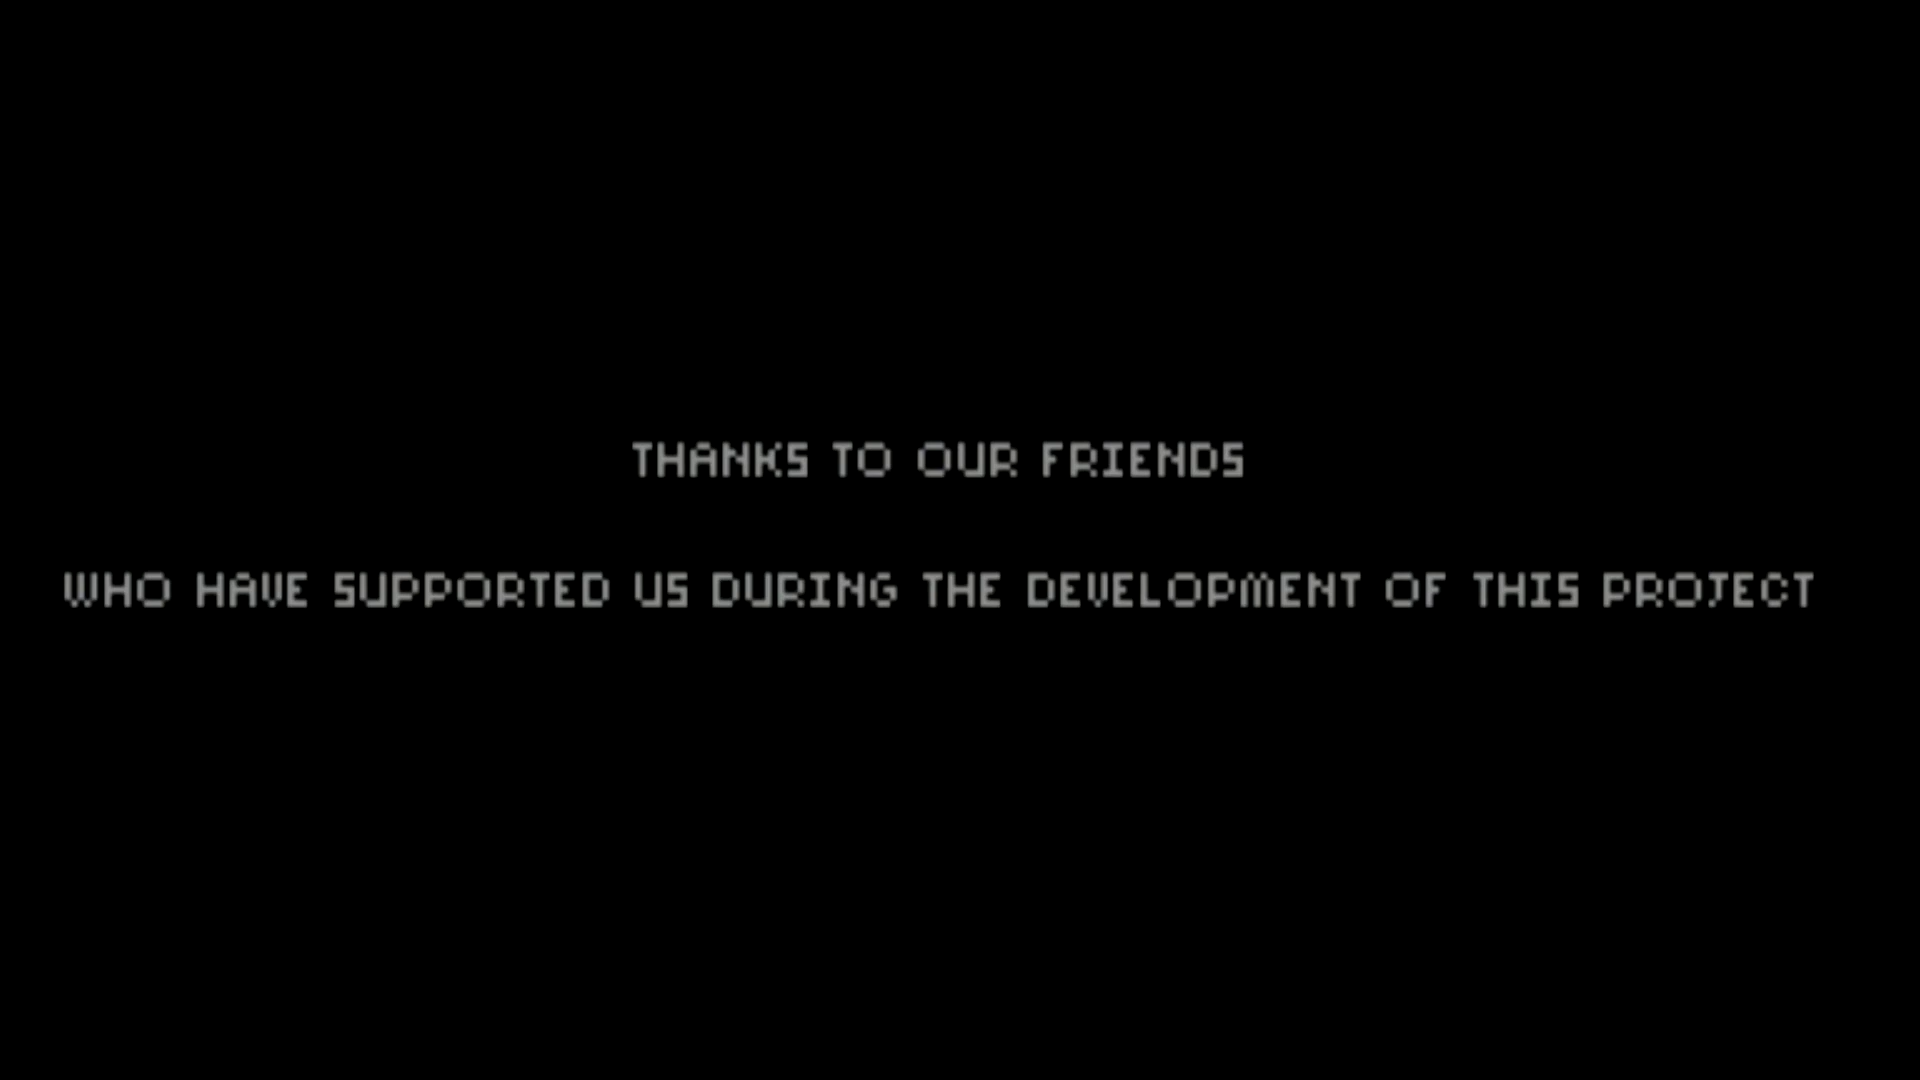 THANKS TO OUR FRIENDS
WHO HAVE SUPPORTED US DURING THE DEVELOPMENT OF THIS PROJECT